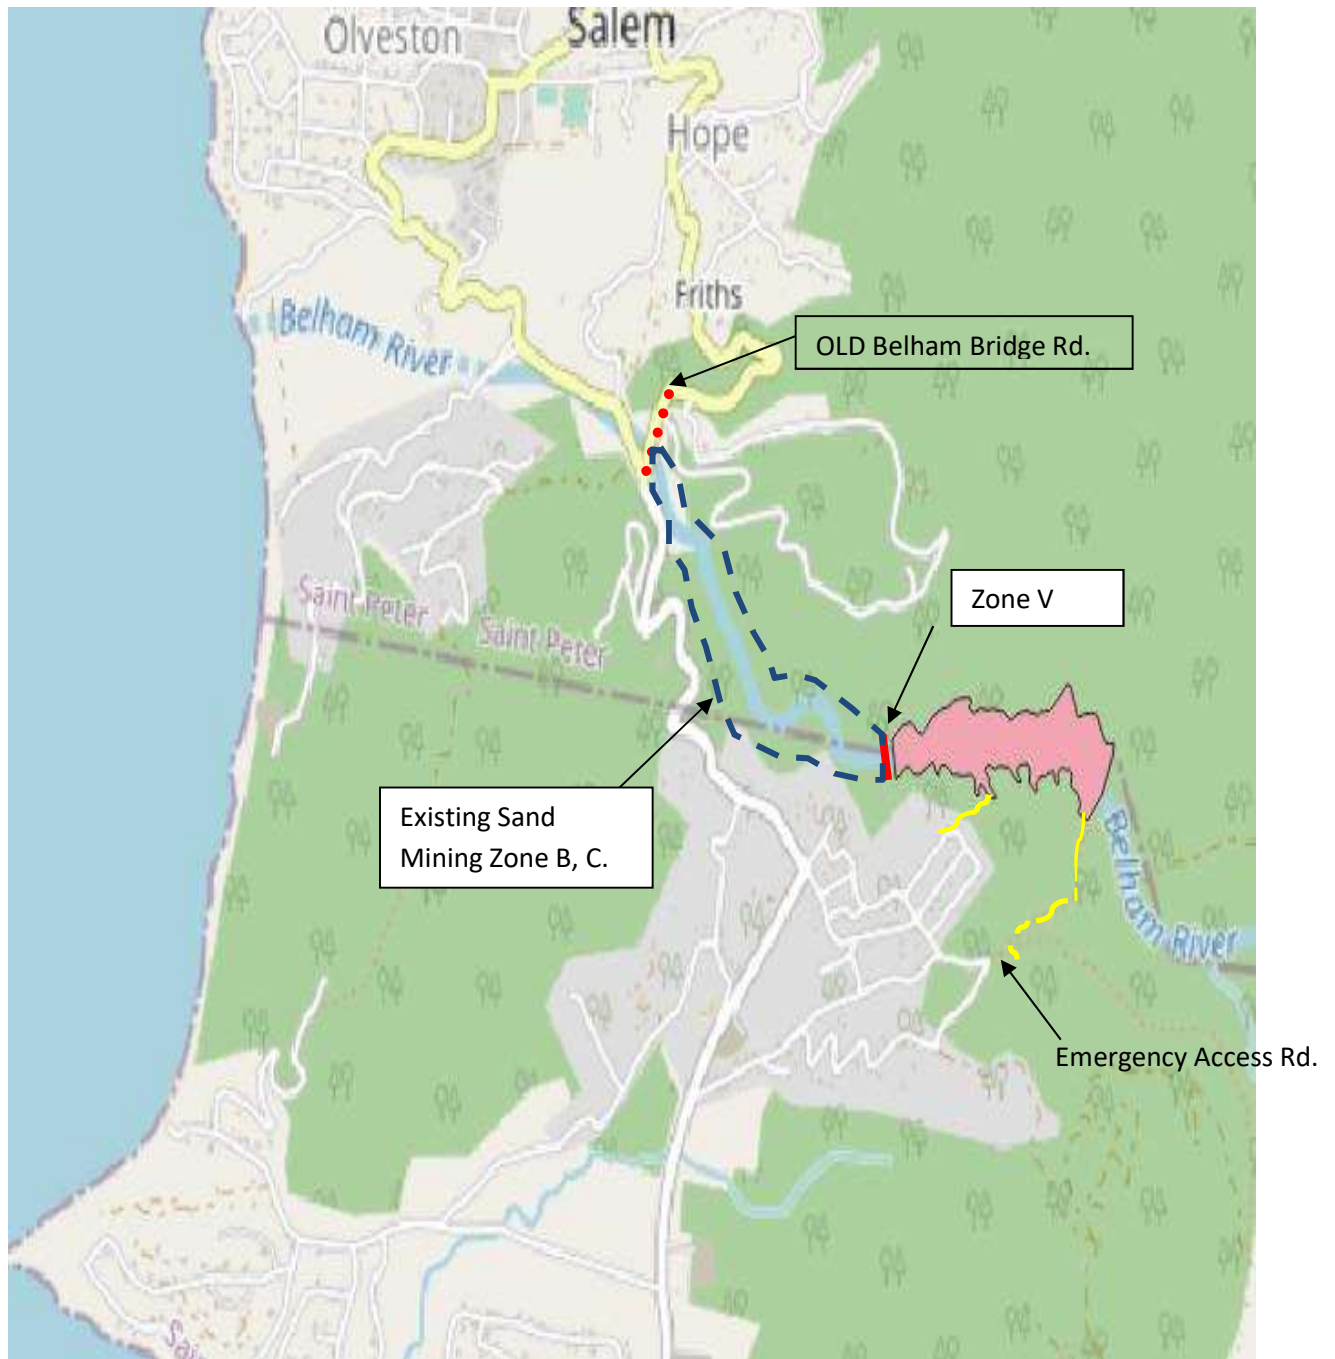 Olveston
Salem
Hope
Friths
Belham River
OLD Belham Bridge Rd.
Zone V
Saint Peter
Saint Peter
Existing Sand
Mining Zone B, C.
Belham River
Emergency Access Rd.